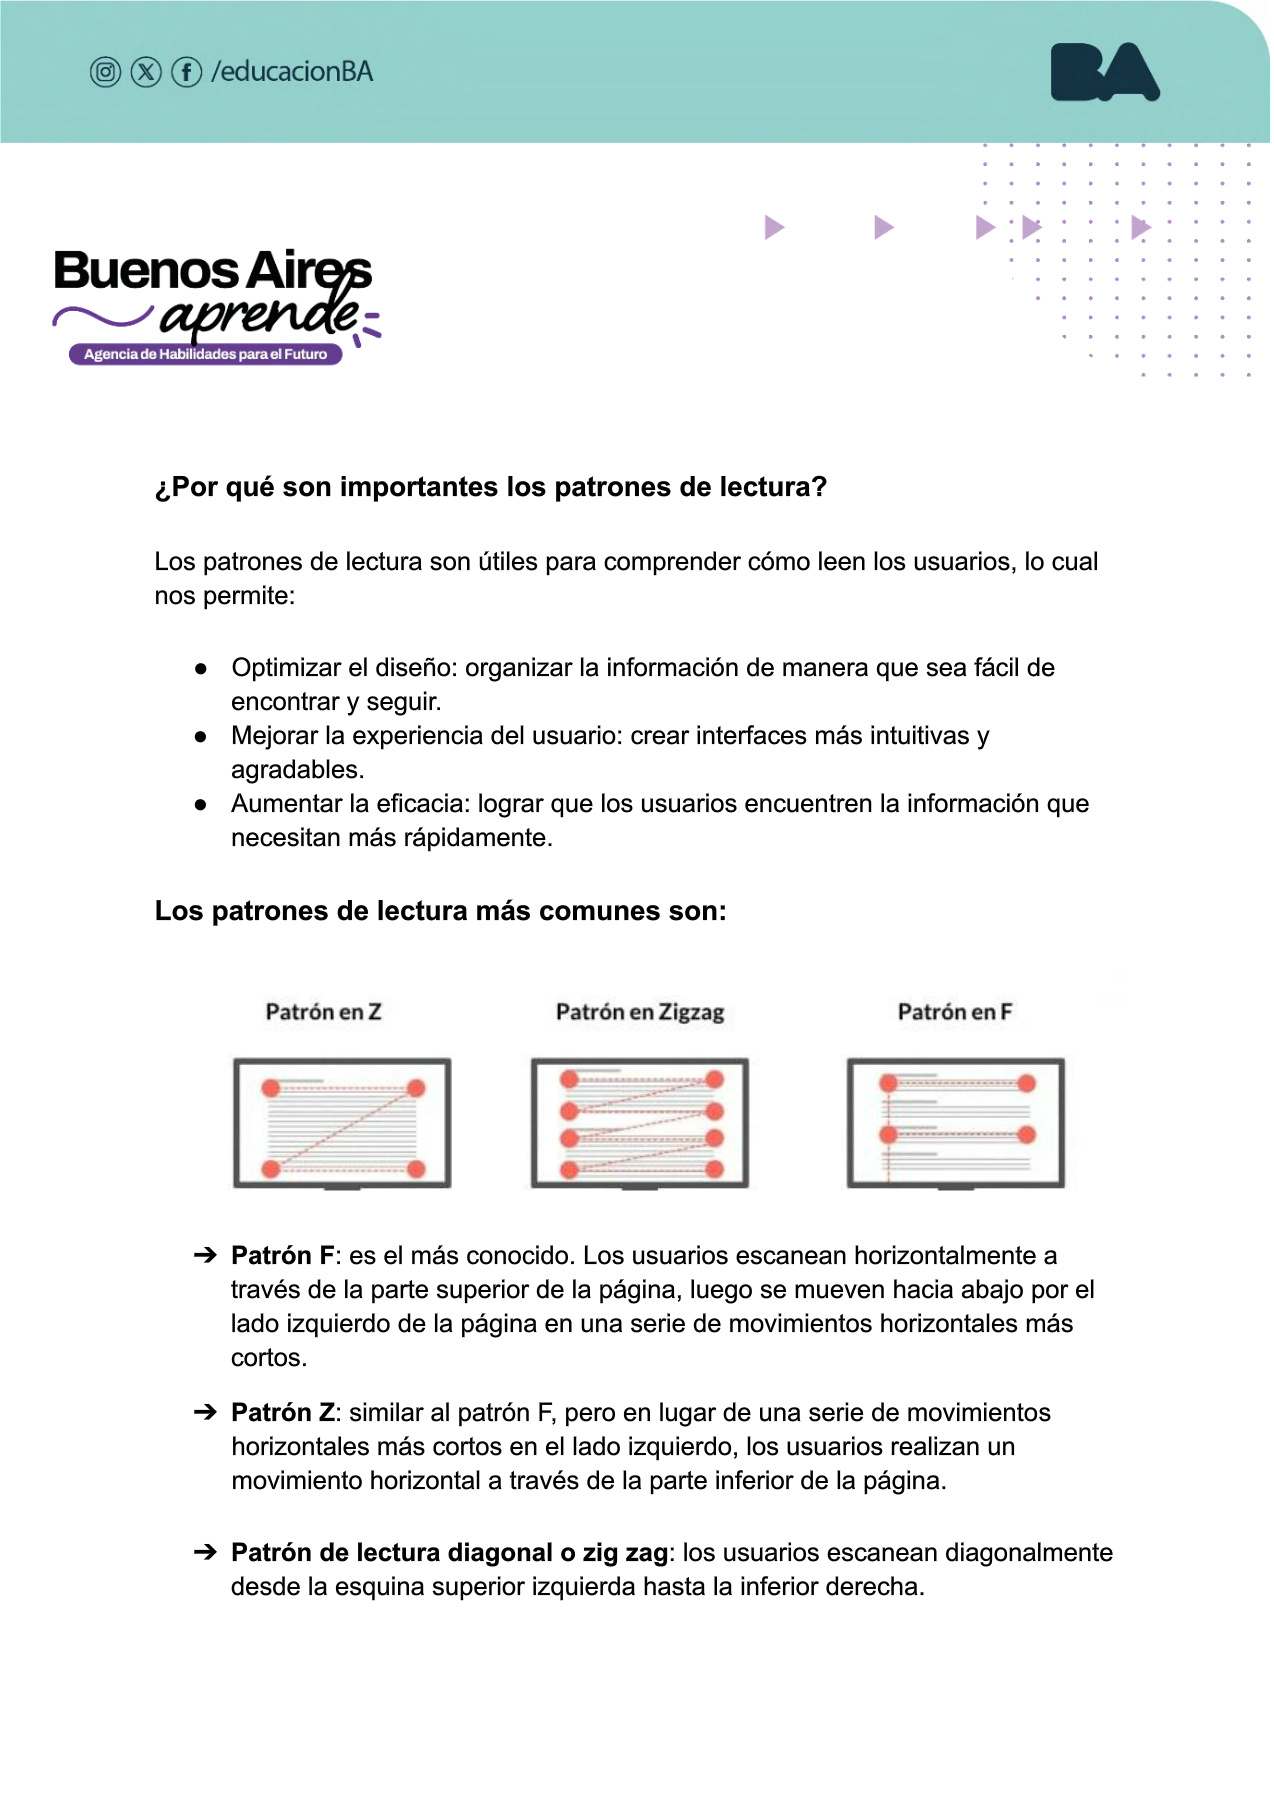 /educacionBA
BA
Buenos Aires
aprende
Agencia de Habilidades para el Futuro
¿Por qué son importantes los patrones de lectura?
Los patrones de lectura son útiles para comprender cómo leen los usuarios, lo cual
nos permite:
● Optimizar el diseño: organizar la información de manera que sea fácil de
encontrar y seguir.
● Mejorar la experiencia del usuario: crear interfaces más intuitivas y
agradables.
● Aumentar la eficacia: lograr que los usuarios encuentren la información que
necesitan más rápidamente.
Los patrones de lectura más comunes son:
Patrón en Z
Patrón en Zigzag
Patrón en F
➔ Patrón F: es el más conocido. Los usuarios escanean horizontalmente a
través de la parte superior de la página, luego se mueven hacia abajo por el
lado izquierdo de la página en una serie de movimientos horizontales más
cortos.
➔ Patrón Z: similar al patrón F, pero en lugar de una serie de movimientos
horizontales más cortos en el lado izquierdo, los usuarios realizan un
movimiento horizontal a través de la parte inferior de la página.
➔ Patrón de lectura diagonal o zig zag: los usuarios escanean diagonalmente
desde la esquina superior izquierda hasta la inferior derecha.